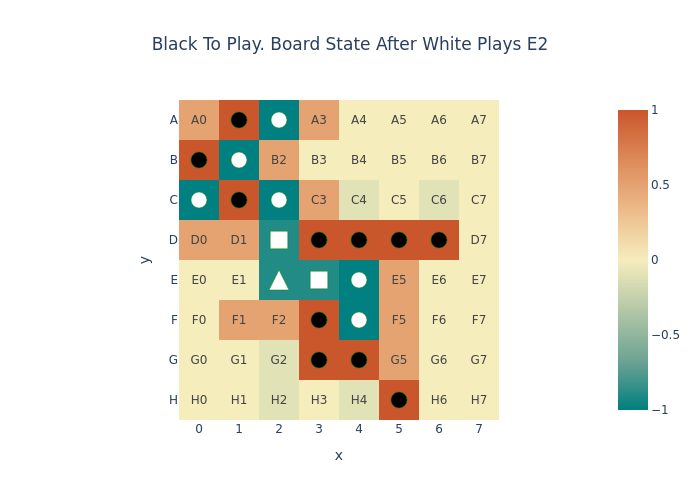 Black To Play. Board State After White Plays E2
A A0 A3 A4 A5 A6 A7
B B2 B3 B4 B5 B6 B7
C C3 C4 C5 C6 C7
D D0 D1 D7
E E0 E1 E5 E6 E7
F F0 F1 F2 F5 F6 F7
G G0 G1 G2 G5 G6 G7
H H0 H1 H2 H3 H4 H6 H7
0 1 2 3 4 5 6 7
x
y
1
0.5
0
−0.5
−1